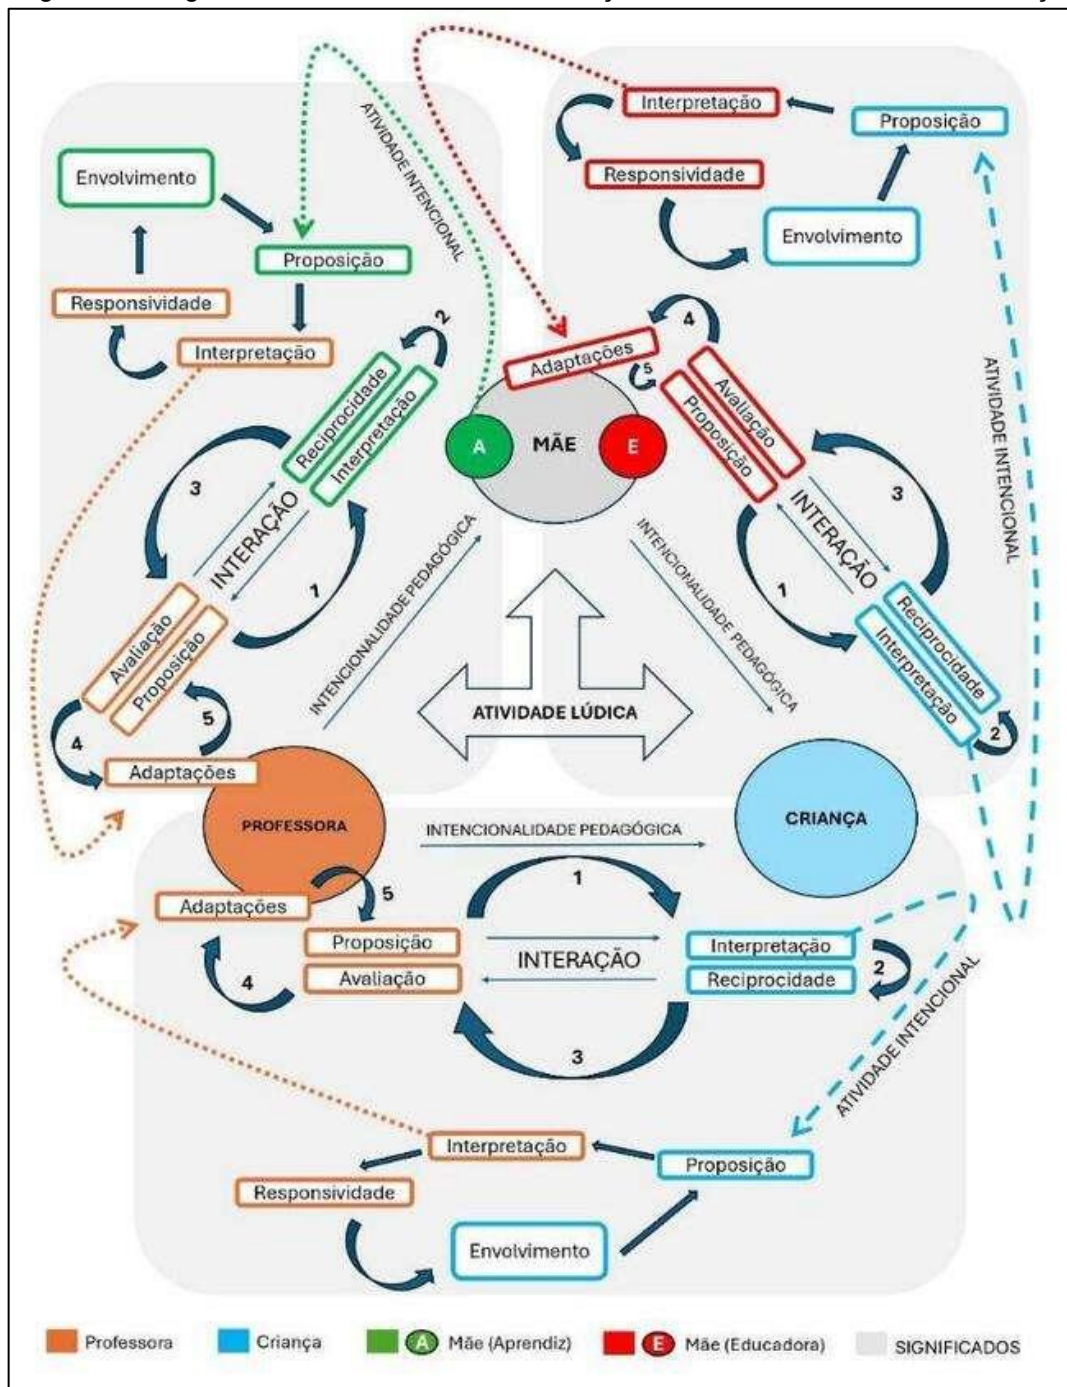 ATIVIDADE INTENCIONAL
Envolvimento
Proposição
Responsividade
Interpretação
2
Reciprocidade
Interpretação
3
INTERAÇÃO
1
Avaliação
Proposição
5
4
Adaptações
INTENCIONALIDADE PEDAGÓGICA
Interpretação
Proposição
Responsividade
Envolvimento
ATIVIDADE INTENCIONAL
4
Adaptações
5
Avaliação
Proposição
A
MÃE
E
3
INTERAÇÃO
1
INTENCIONALIDADE PEDAGÓGICA
Reciprocidade
Interpretação
2
ATIVIDADE LÚDICA
PROFESSORA
CRIANÇA
INTENCIONALIDADE PEDAGÓGICA
1
5
Adaptações
Proposição
Avaliação
4
INTERAÇÃO
Interpretação
Reciprocidade
2
3
ATIVIDADE INTENCIONAL
Interpretação
Proposição
Responsividade
Envolvimento
Professora
Criança
A Mãe (Aprendiz)
E Mãe (Educadora)
SIGNIFICADOS